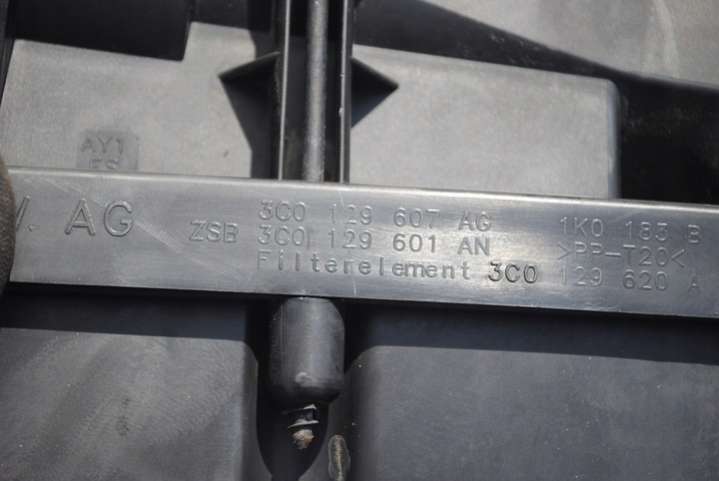 AY1
V. AG
3C0 129 607 AG
ZSB 3C0 129 601 AN
Filterelement 3C0 129 620 A
1K0 183 B
>PP-T20<